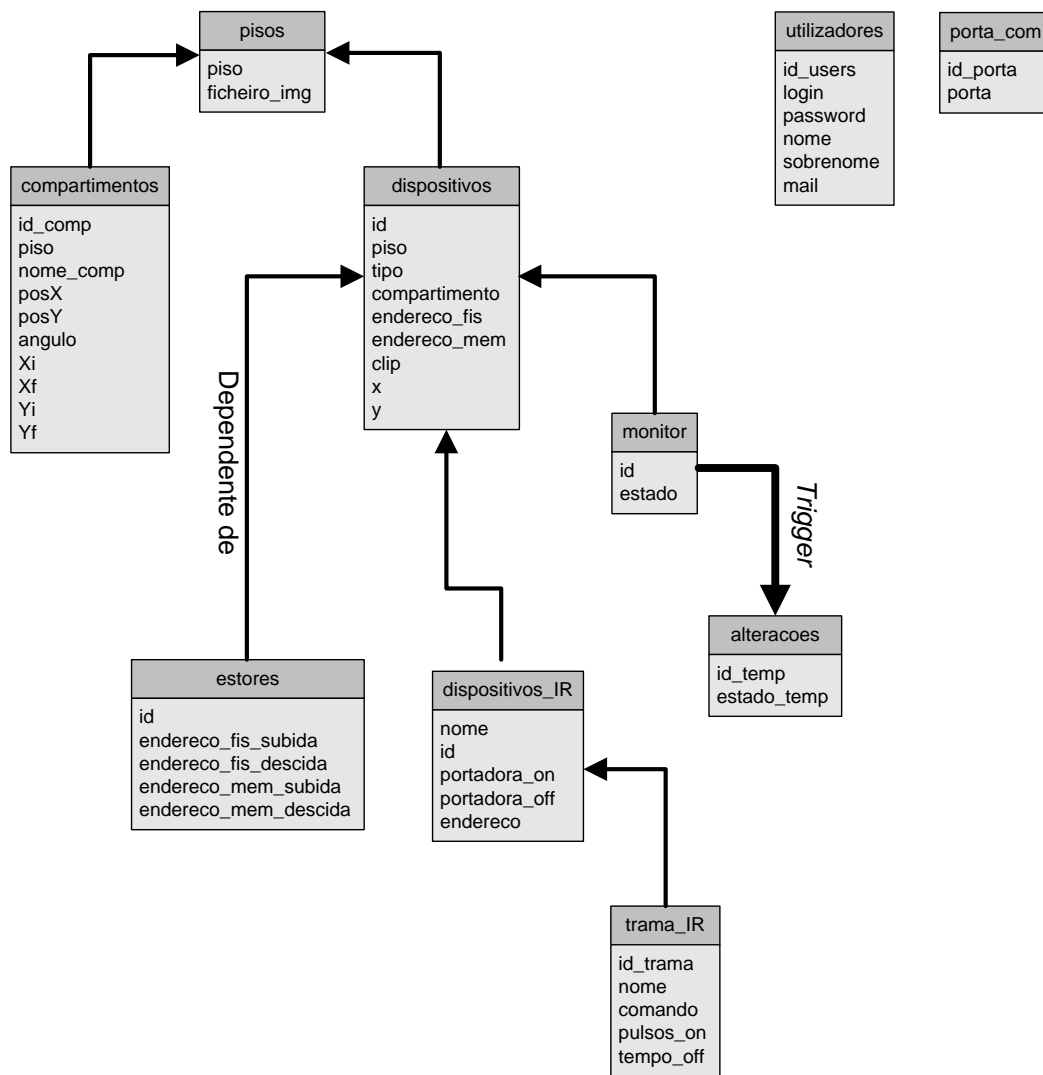 pisos
piso
ficheiro_img
utilizadores
id_users
login
password
nome
sobrenome
mail
porta_com
id_porta
porta
compartimentos
id_comp
piso
nome_comp
posX
posY
angulo
Xi
Xf
Yi
Yf
dispositivos
id
piso
tipo
compartimento
endereco_fis
endereco_mem
clip
x
y
Dependente de
monitor
id
estado
Trigger
alteracoes
id_temp
estado_temp
estores
id
endereco_fis_subida
endereco_fis_descida
endereco_mem_subida
endereco_mem_descida
dispositivos_IR
nome
id
portadora_on
portadora_off
endereco
trama_IR
id_trama
nome
comando
pulsos_on
tempo_off